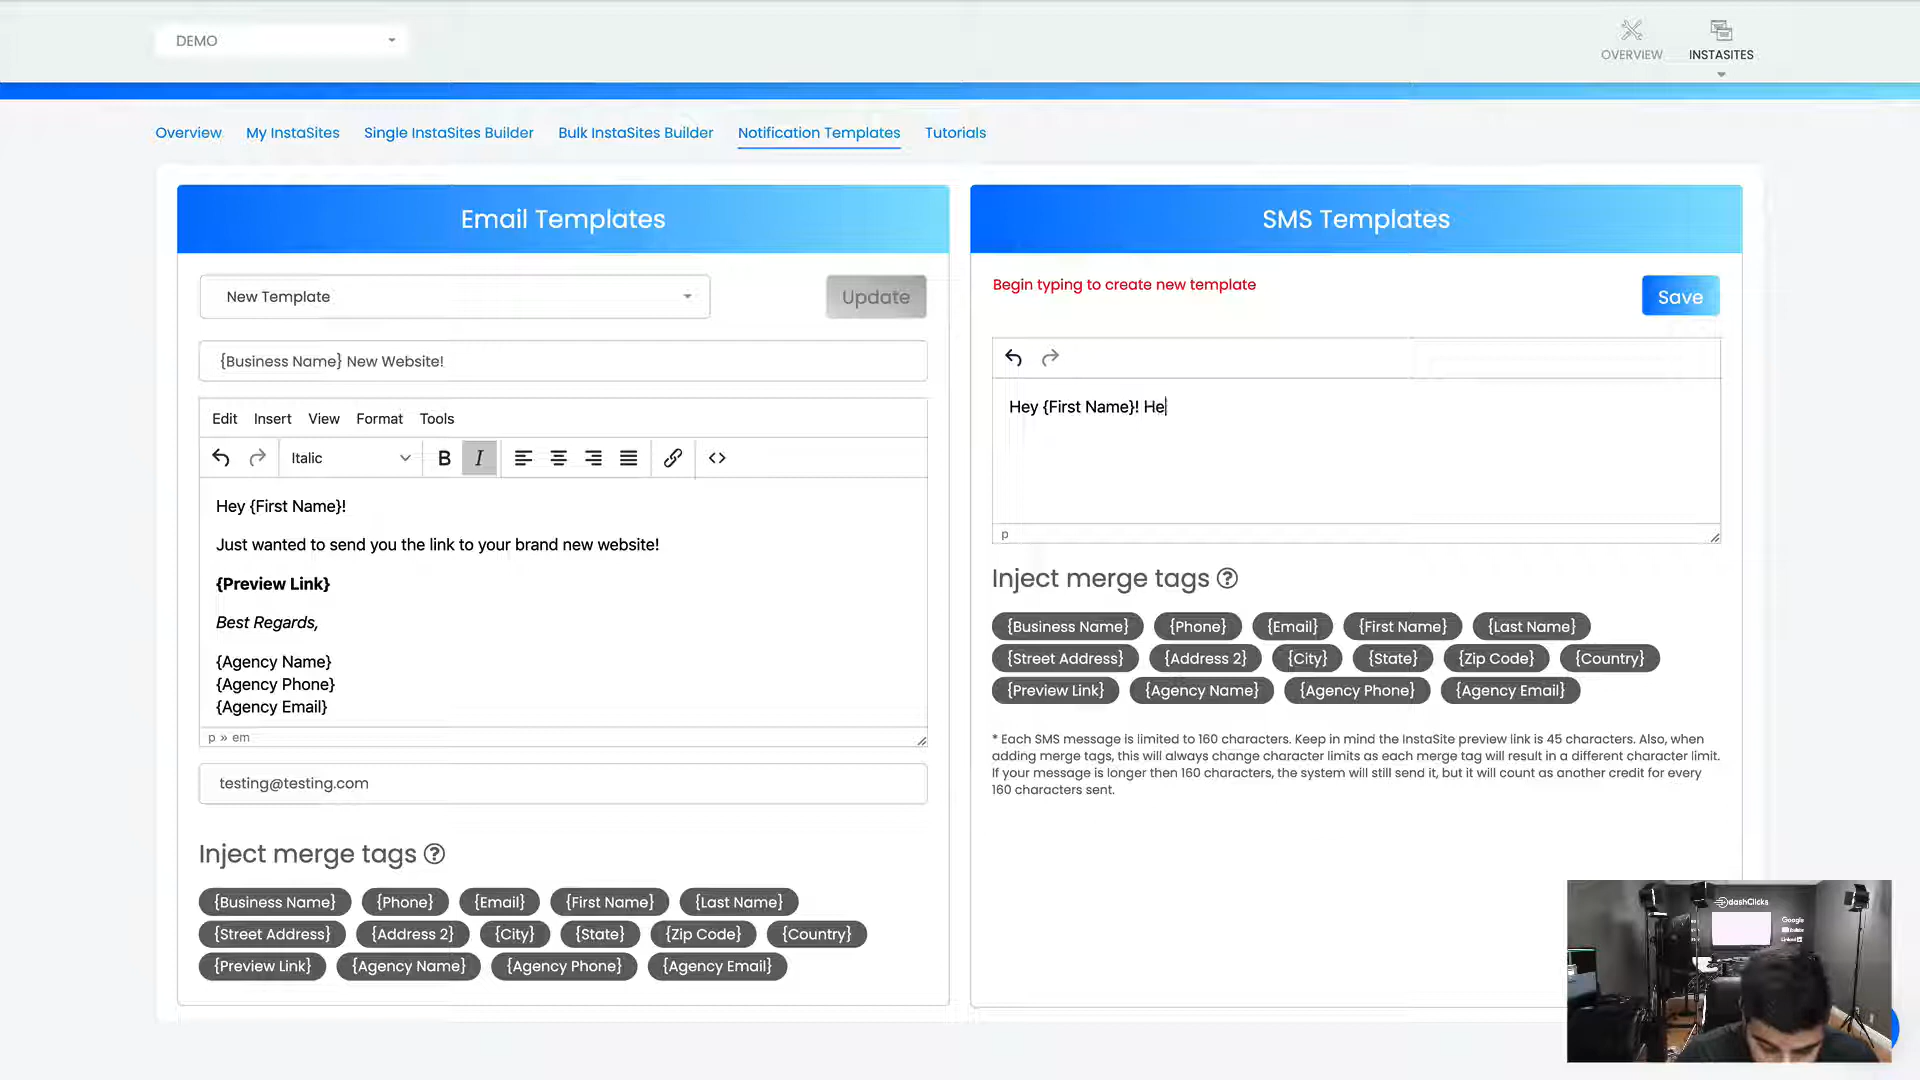 DEMO
OVERVIEW
INSTASITES
Overview
My InstaSites
Single InstaSites Builder
Bulk InstaSites Builder
Notification Templates
Tutorials
Email Templates
New Template
Update
{Business Name} New Website!
Edit Insert View Format Tools
Italic B I
Hey {First Name}!
Just wanted to send you the link to your brand new website!
{Preview Link}
Best Regards,
{Agency Name}
{Agency Phone}
{Agency Email}
p » em
testing@testing.com
Inject merge tags ?
{Business Name} {Phone} {Email} {First Name} {Last Name}
{Street Address} {Address 2} {City} {State} {Zip Code} {Country}
{Preview Link} {Agency Name} {Agency Phone} {Agency Email}
SMS Templates
Begin typing to create new template
Save
Hey {First Name}! He
p
Inject merge tags ?
{Business Name} {Phone} {Email} {First Name} {Last Name}
{Street Address} {Address 2} {City} {State} {Zip Code} {Country}
{Preview Link} {Agency Name} {Agency Phone} {Agency Email}
* Each SMS message is limited to 160 characters. Keep in mind the InstaSite preview link is 45 characters. Also, when
adding merge tags, this will always change character limits as each merge tag will result in a different character limit.
If your message is longer then 160 characters, the system will still send it, but it will count as another credit for every
160 characters sent.
dashClicks
Google